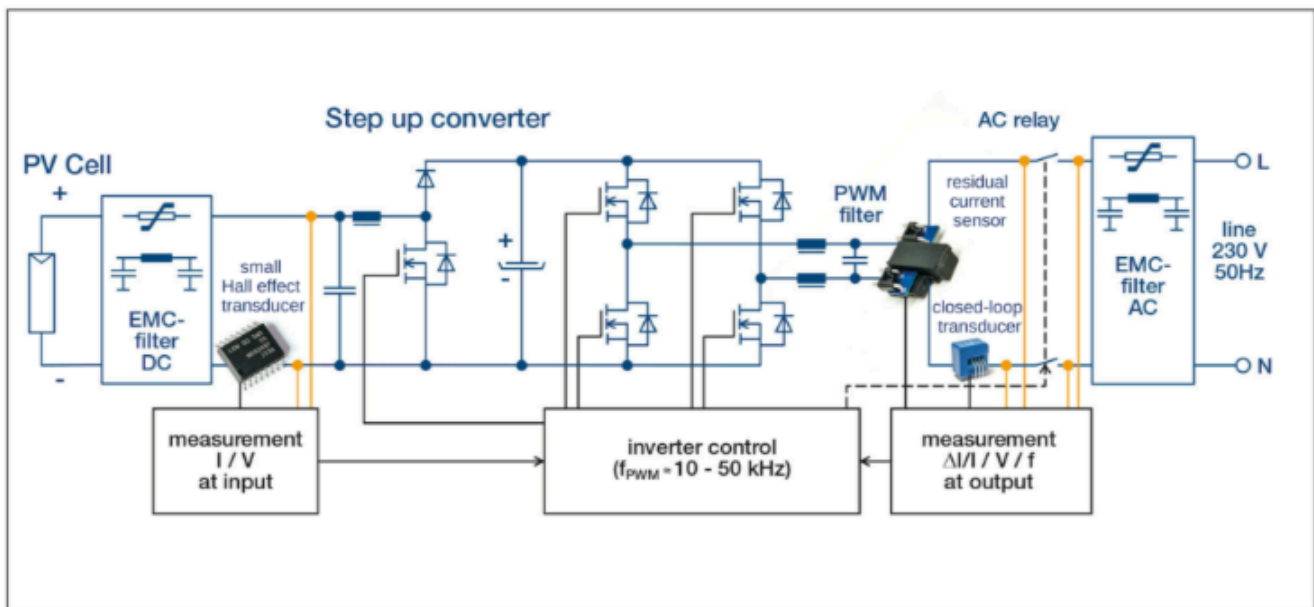 Step up converter
AC relay
PV Cell
+
-
EMC-
filter
DC
small
Hall effect
transducer
+
-
PWM
filter
residual
current
sensor
closed-loop
transducer
EMC-
filter
AC
L
line
230 V
50Hz
N
measurement
I / V
at input
inverter control
(fPWM ≈ 10 - 50 kHz)
measurement
ΔI/I / V / f
at output